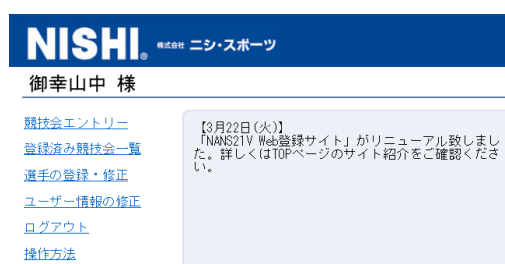 NISHI® 株式会社 ニシ・スポーツ
御幸山中 様
競技会エントリー
登録済み競技会一覧
選手の登録・修正
ユーザー情報の修正
ログアウト
操作方法
【3月22日(火)】
「NANS21V Web登録サイト」がリニューアル致しまし
た。詳しくはTOPページのサイト紹介をご確認くださ
い。